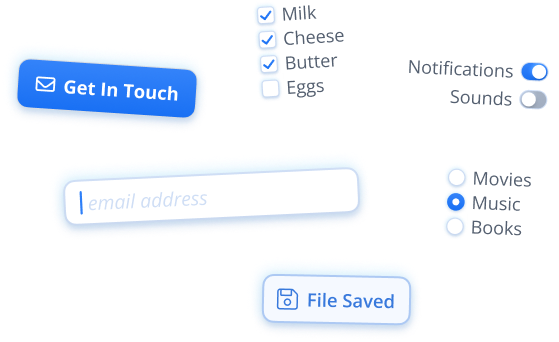 Milk
Cheese
Butter
Eggs
Get In Touch
Notifications
Sounds
email address
Movies
Music
Books
File Saved